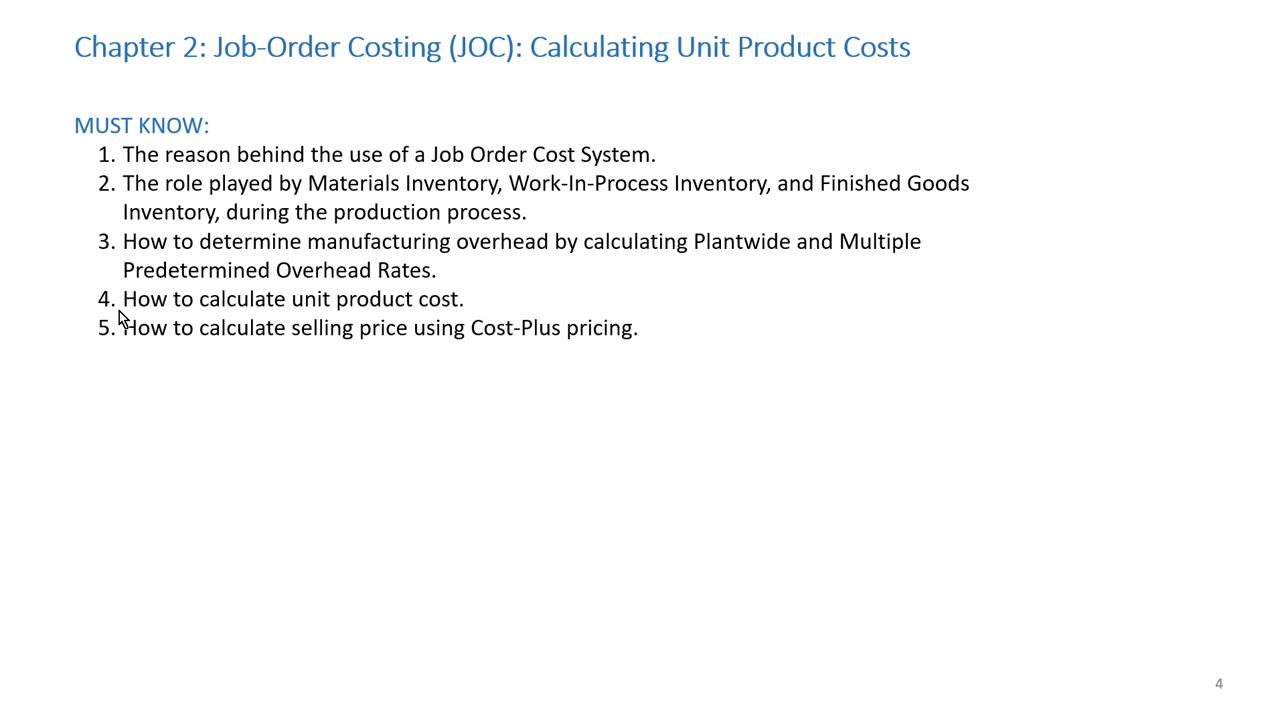 Chapter 2: Job-Order Costing (JOC): Calculating Unit Product Costs
MUST KNOW:
1. The reason behind the use of a Job Order Cost System.
2. The role played by Materials Inventory, Work-In-Process Inventory, and Finished Goods
Inventory, during the production process.
3. How to determine manufacturing overhead by calculating Plantwide and Multiple
Predetermined Overhead Rates.
4. How to calculate unit product cost.
5. How to calculate selling price using Cost-Plus pricing.
4